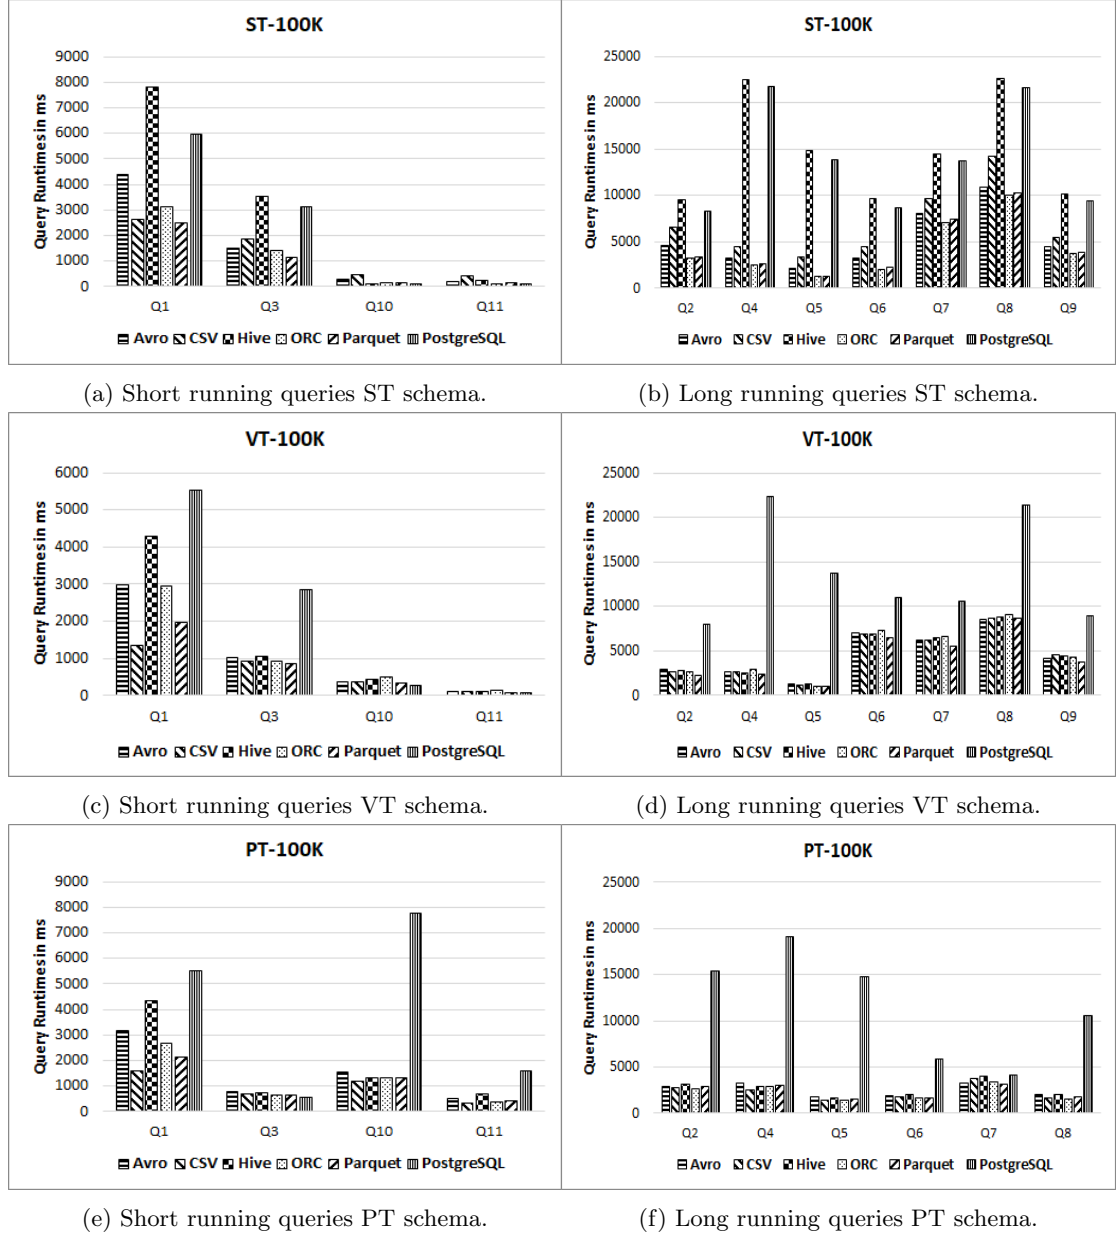 ST-100K
Query Runtimes in ms
9000
8000
7000
6000
5000
4000
3000
2000
1000
0
Q1 Q3 Q10 Q11
Avro CSV Hive ORC Parquet PostgreSQL
(a) Short running queries ST schema.
ST-100K
Query Runtimes in ms
25000
20000
15000
10000
5000
0
Q2 Q4 Q5 Q6 Q7 Q8 Q9
Avro CSV Hive ORC Parquet PostgreSQL
(b) Long running queries ST schema.
VT-100K
Query Runtimes in ms
6000
5000
4000
3000
2000
1000
0
Q1 Q3 Q10 Q11
Avro CSV Hive ORC Parquet PostgreSQL
(c) Short running queries VT schema.
VT-100K
Query Runtimes in ms
25000
20000
15000
10000
5000
0
Q2 Q4 Q5 Q6 Q7 Q8 Q9
Avro CSV Hive ORC Parquet PostgreSQL
(d) Long running queries VT schema.
PT-100K
Query Runtimes in ms
9000
8000
7000
6000
5000
4000
3000
2000
1000
0
Q1 Q3 Q10 Q11
Avro CSV Hive ORC Parquet PostgreSQL
(e) Short running queries PT schema.
PT-100K
Query Runtimes in ms
25000
20000
15000
10000
5000
0
Q2 Q4 Q5 Q6 Q7 Q8
Avro CSV Hive ORC Parquet PostgreSQL
(f) Long running queries PT schema.